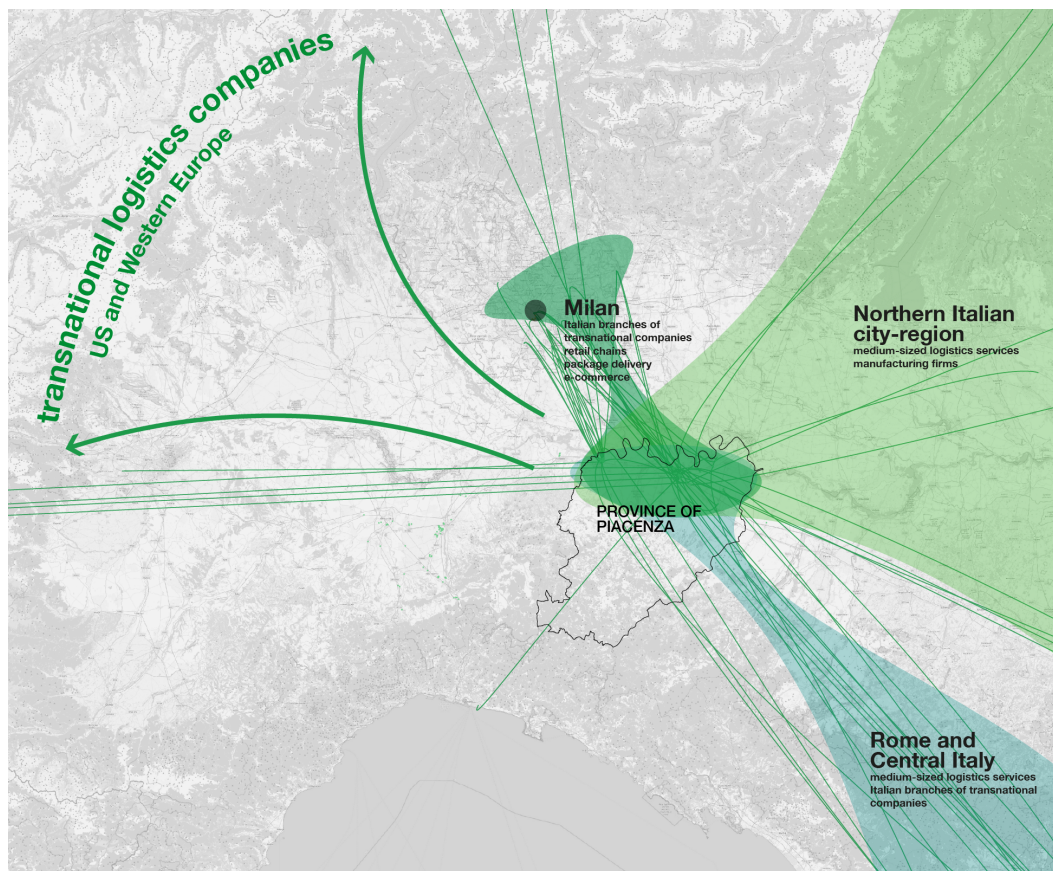 transnational logistics companies
US and Western Europe
Milan
Italian branches of
transnational companies
retail chains
package delivery
e-commerce
Northern Italian
city-region
medium-sized logistics services
manufacturing firms
PROVINCE OF
PIACENZA
Rome and
Central Italy
medium-sized logistics services
Italian branches of transnational
companies